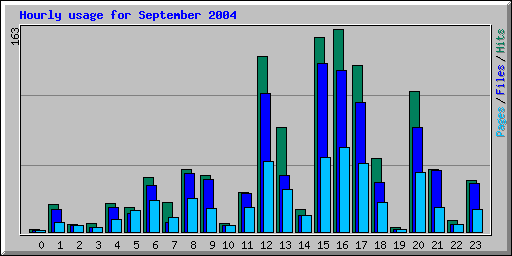 Hourly usage for September 2004
163
Pages / Files / Hits
0 1 2 3 4 5 6 7 8 9 10 11 12 13 14 15 16 17 18 19 20 21 22 23